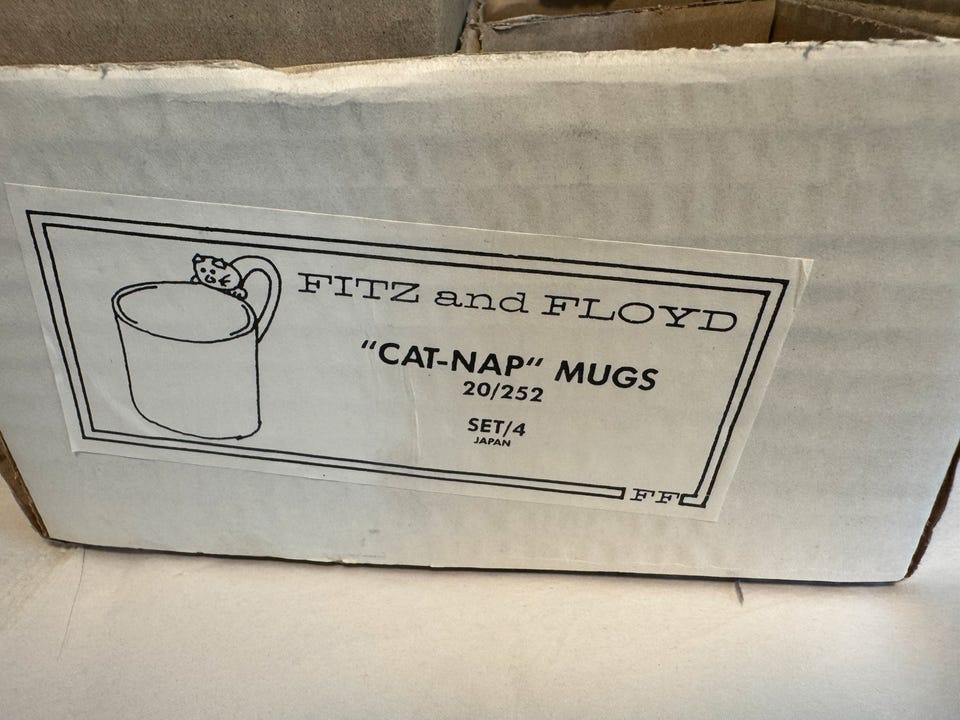 FITZ and FLOYD
"CAT-NAP" MUGS
20/252
SET/4
JAPAN
FF